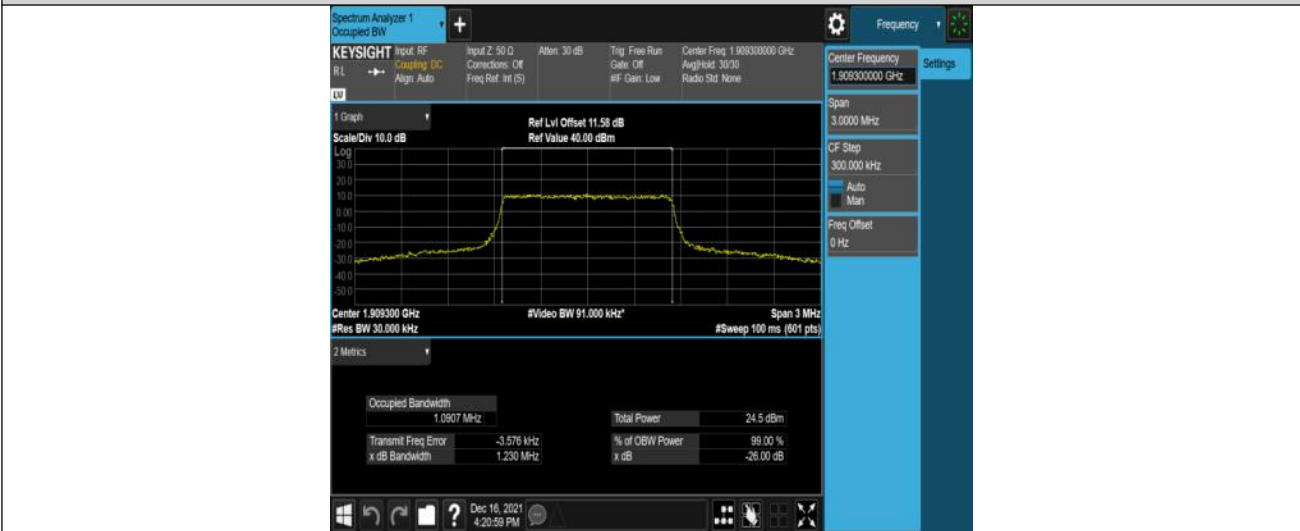 Spectrum Analyzer 1
Occupied BW
+
Frequency
KEYSIGHT Input: RF
Coupling: DC
Align: Auto
RL
LV
Input Z: 50 Ω
Corrections: Off
Freq Ref: Int (S)
Atten: 30 dB
Trig: Free Run
Gate: Off
#IF Gain: Low
Center Freq: 1.909300000 GHz
Avg|Hold: 30/30
Radio Std: None
Center Frequency
1.909300000 GHz
Settings
Span
3.0000 MHz
CF Step
300.000 kHz
Auto
Man
Freq Offset
0 Hz
1 Graph
Scale/Div 10.0 dB
Ref Lvl Offset 11.58 dB
Ref Value 40.00 dBm
Log
30.0
20.0
10.0
0.00
-10.0
-20.0
-30.0
-40.0
-50.0
Center 1.909300 GHz
#Res BW 30.000 kHz
#Video BW 91.000 kHz*
Span 3 MHz
#Sweep 100 ms (601 pts)
2 Metrics
Occupied Bandwidth
1.0907 MHz
Transmit Freq Error -3.576 kHz
x dB Bandwidth 1.230 MHz
Total Power 24.5 dBm
% of OBW Power 99.00 %
x dB -26.00 dB
?
Dec 16, 2021
4:20:59 PM